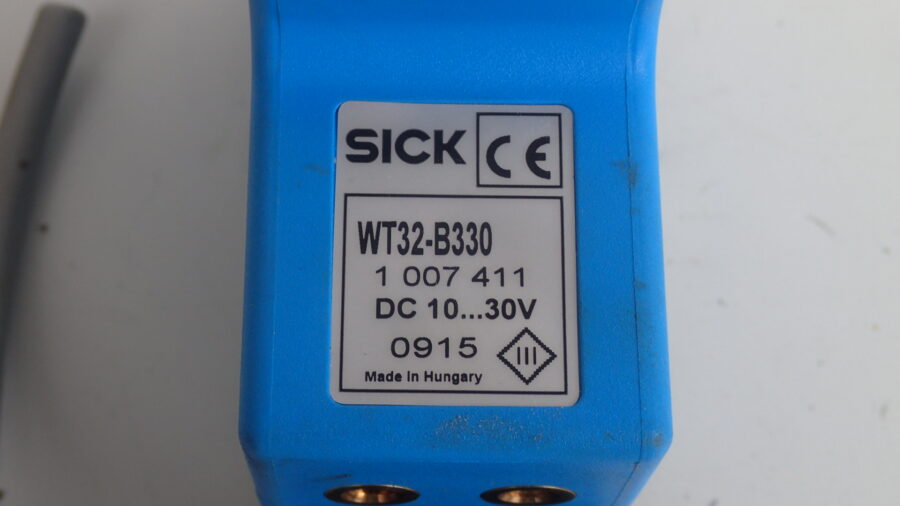 SICK CE
WT32-B330
1 007 411
DC 10...30V
0915 III
Made in Hungary